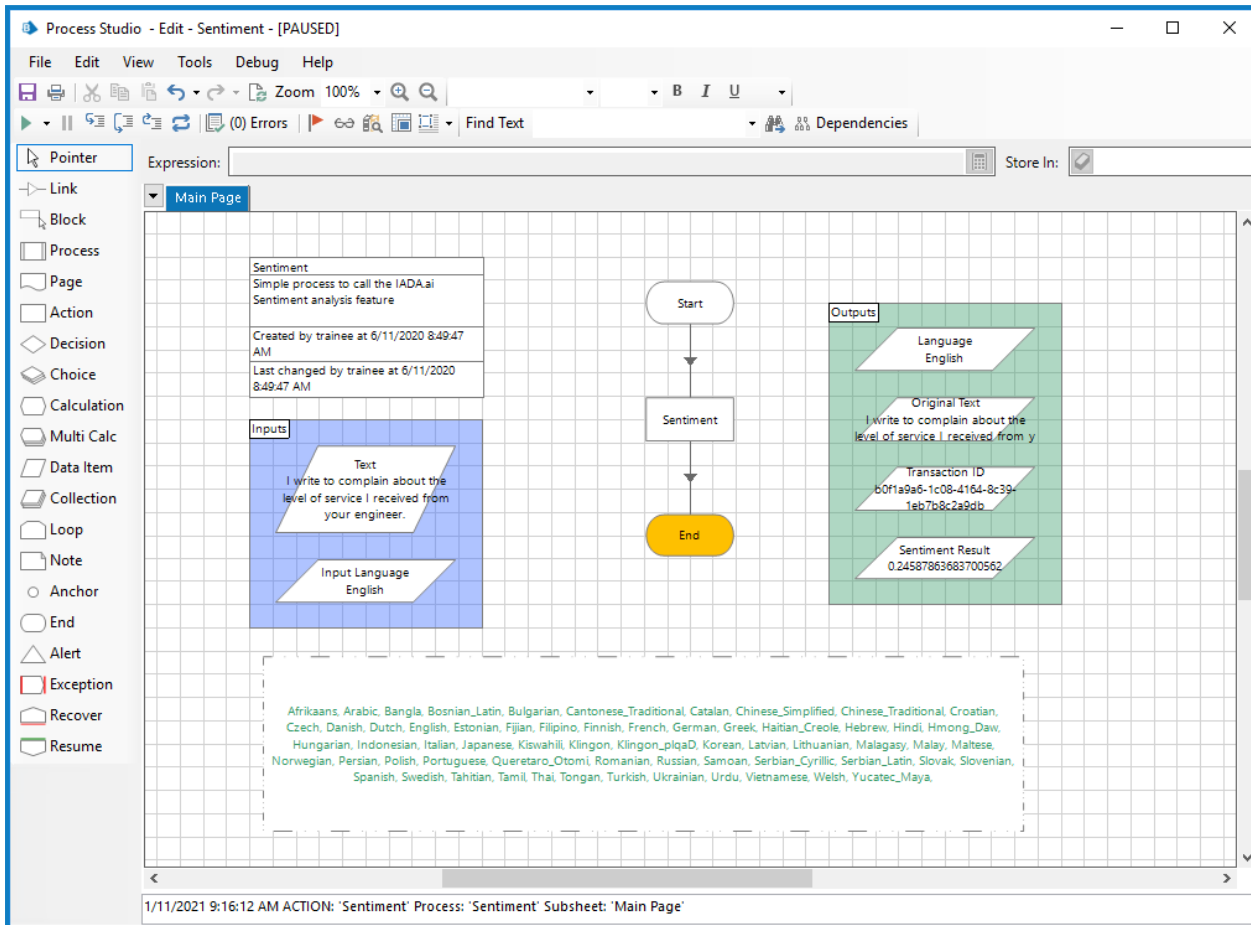 Process Studio - Edit - Sentiment - [PAUSED]
File Edit View Tools Debug Help
Zoom 100% B I U
(0) Errors Find Text Dependencies
Pointer
Link
Block
Process
Page
Action
Decision
Choice
Calculation
Multi Calc
Data Item
Collection
Loop
Note
Anchor
End
Alert
Exception
Recover
Resume
Expression: Store In:
Main Page
Sentiment
Simple process to call the IADA.ai
Sentiment analysis feature
Created by trainee at 6/11/2020 8:49:47
AM
Last changed by trainee at 6/11/2020
8:49:47 AM
Inputs
Text
I write to complain about the
level of service I received from
your engineer.
Input Language
English
Start
Sentiment
End
Outputs
Language
English
Original Text
I write to complain about the
level of service I received from y
Transaction ID
b0f1a9a6-1c08-4164-8c39-
1eb7b8c2a9db
Sentiment Result
0.24587863683700562
Afrikaans, Arabic, Bangla, Bosnian_Latin, Bulgarian, Cantonese_Traditional, Catalan, Chinese_Simplified, Chinese_Traditional, Croatian,
Czech, Danish, Dutch, English, Estonian, Fijian, Filipino, Finnish, French, German, Greek, Haitian_Creole, Hebrew, Hindi, Hmong_Daw,
Hungarian, Indonesian, Italian, Japanese, Kiswahili, Klingon, Klingon_plqaD, Korean, Latvian, Lithuanian, Malagasy, Malay, Maltese,
Norwegian, Persian, Polish, Portuguese, Queretaro_Otomi, Romanian, Russian, Samoan, Serbian_Cyrillic, Serbian_Latin, Slovak, Slovenian,
Spanish, Swedish, Tahitian, Tamil, Thai, Tongan, Turkish, Ukrainian, Urdu, Vietnamese, Welsh, Yucatec_Maya,
1/11/2021 9:16:12 AM ACTION: 'Sentiment' Process: 'Sentiment' Subsheet: 'Main Page'